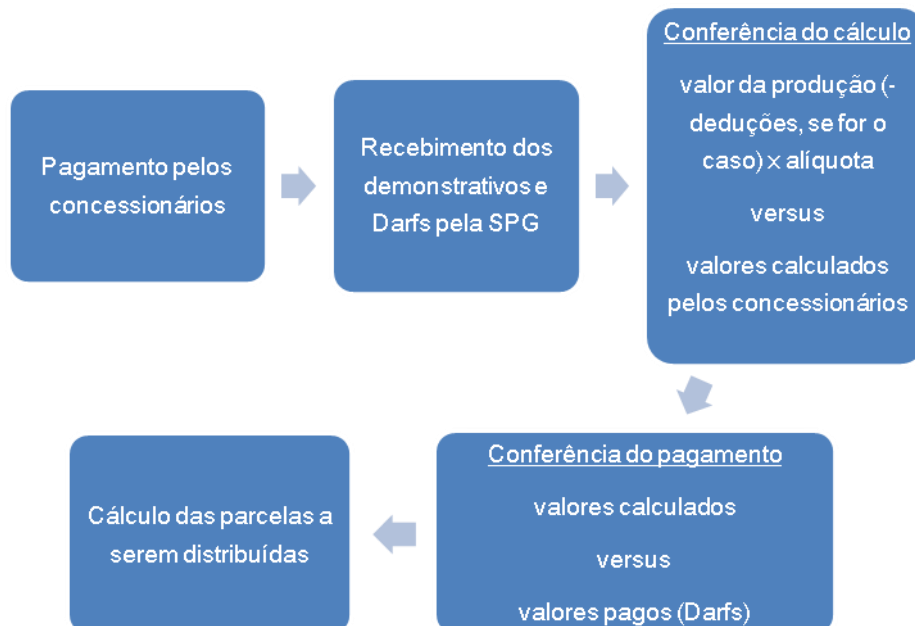 Pagamento pelos
concessionários
Recebimento dos
demonstrativos e
Darfs pela SPG
Conferência do cálculo
valor da produção (-
deduções, se for o
caso) x alíquota
versus
valores calculados
pelos concessionários
Conferência do pagamento
valores calculados
versus
valores pagos (Darfs)
Cálculo das parcelas a
serem distribuídas